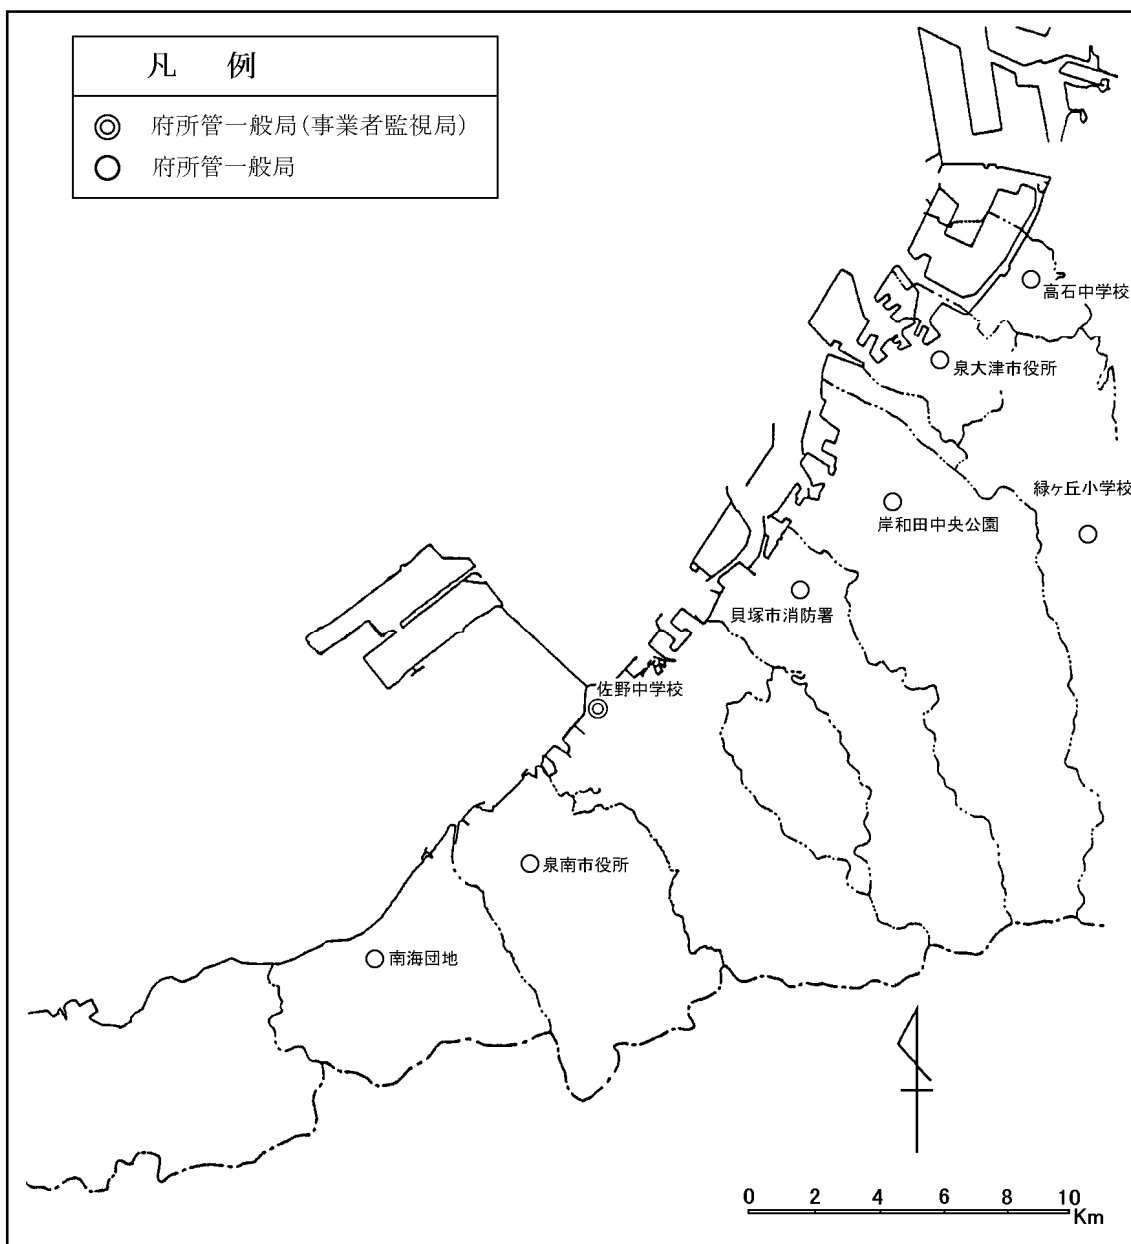 凡 例
府所管一般局(事業者監視局)
府所管一般局
高石中学校
泉大津市役所
緑ヶ丘小学校
岸和田中央公園
貝塚市消防署
佐野中学校
泉南市役所
南海団地
0 2 4 6 8 10
Km